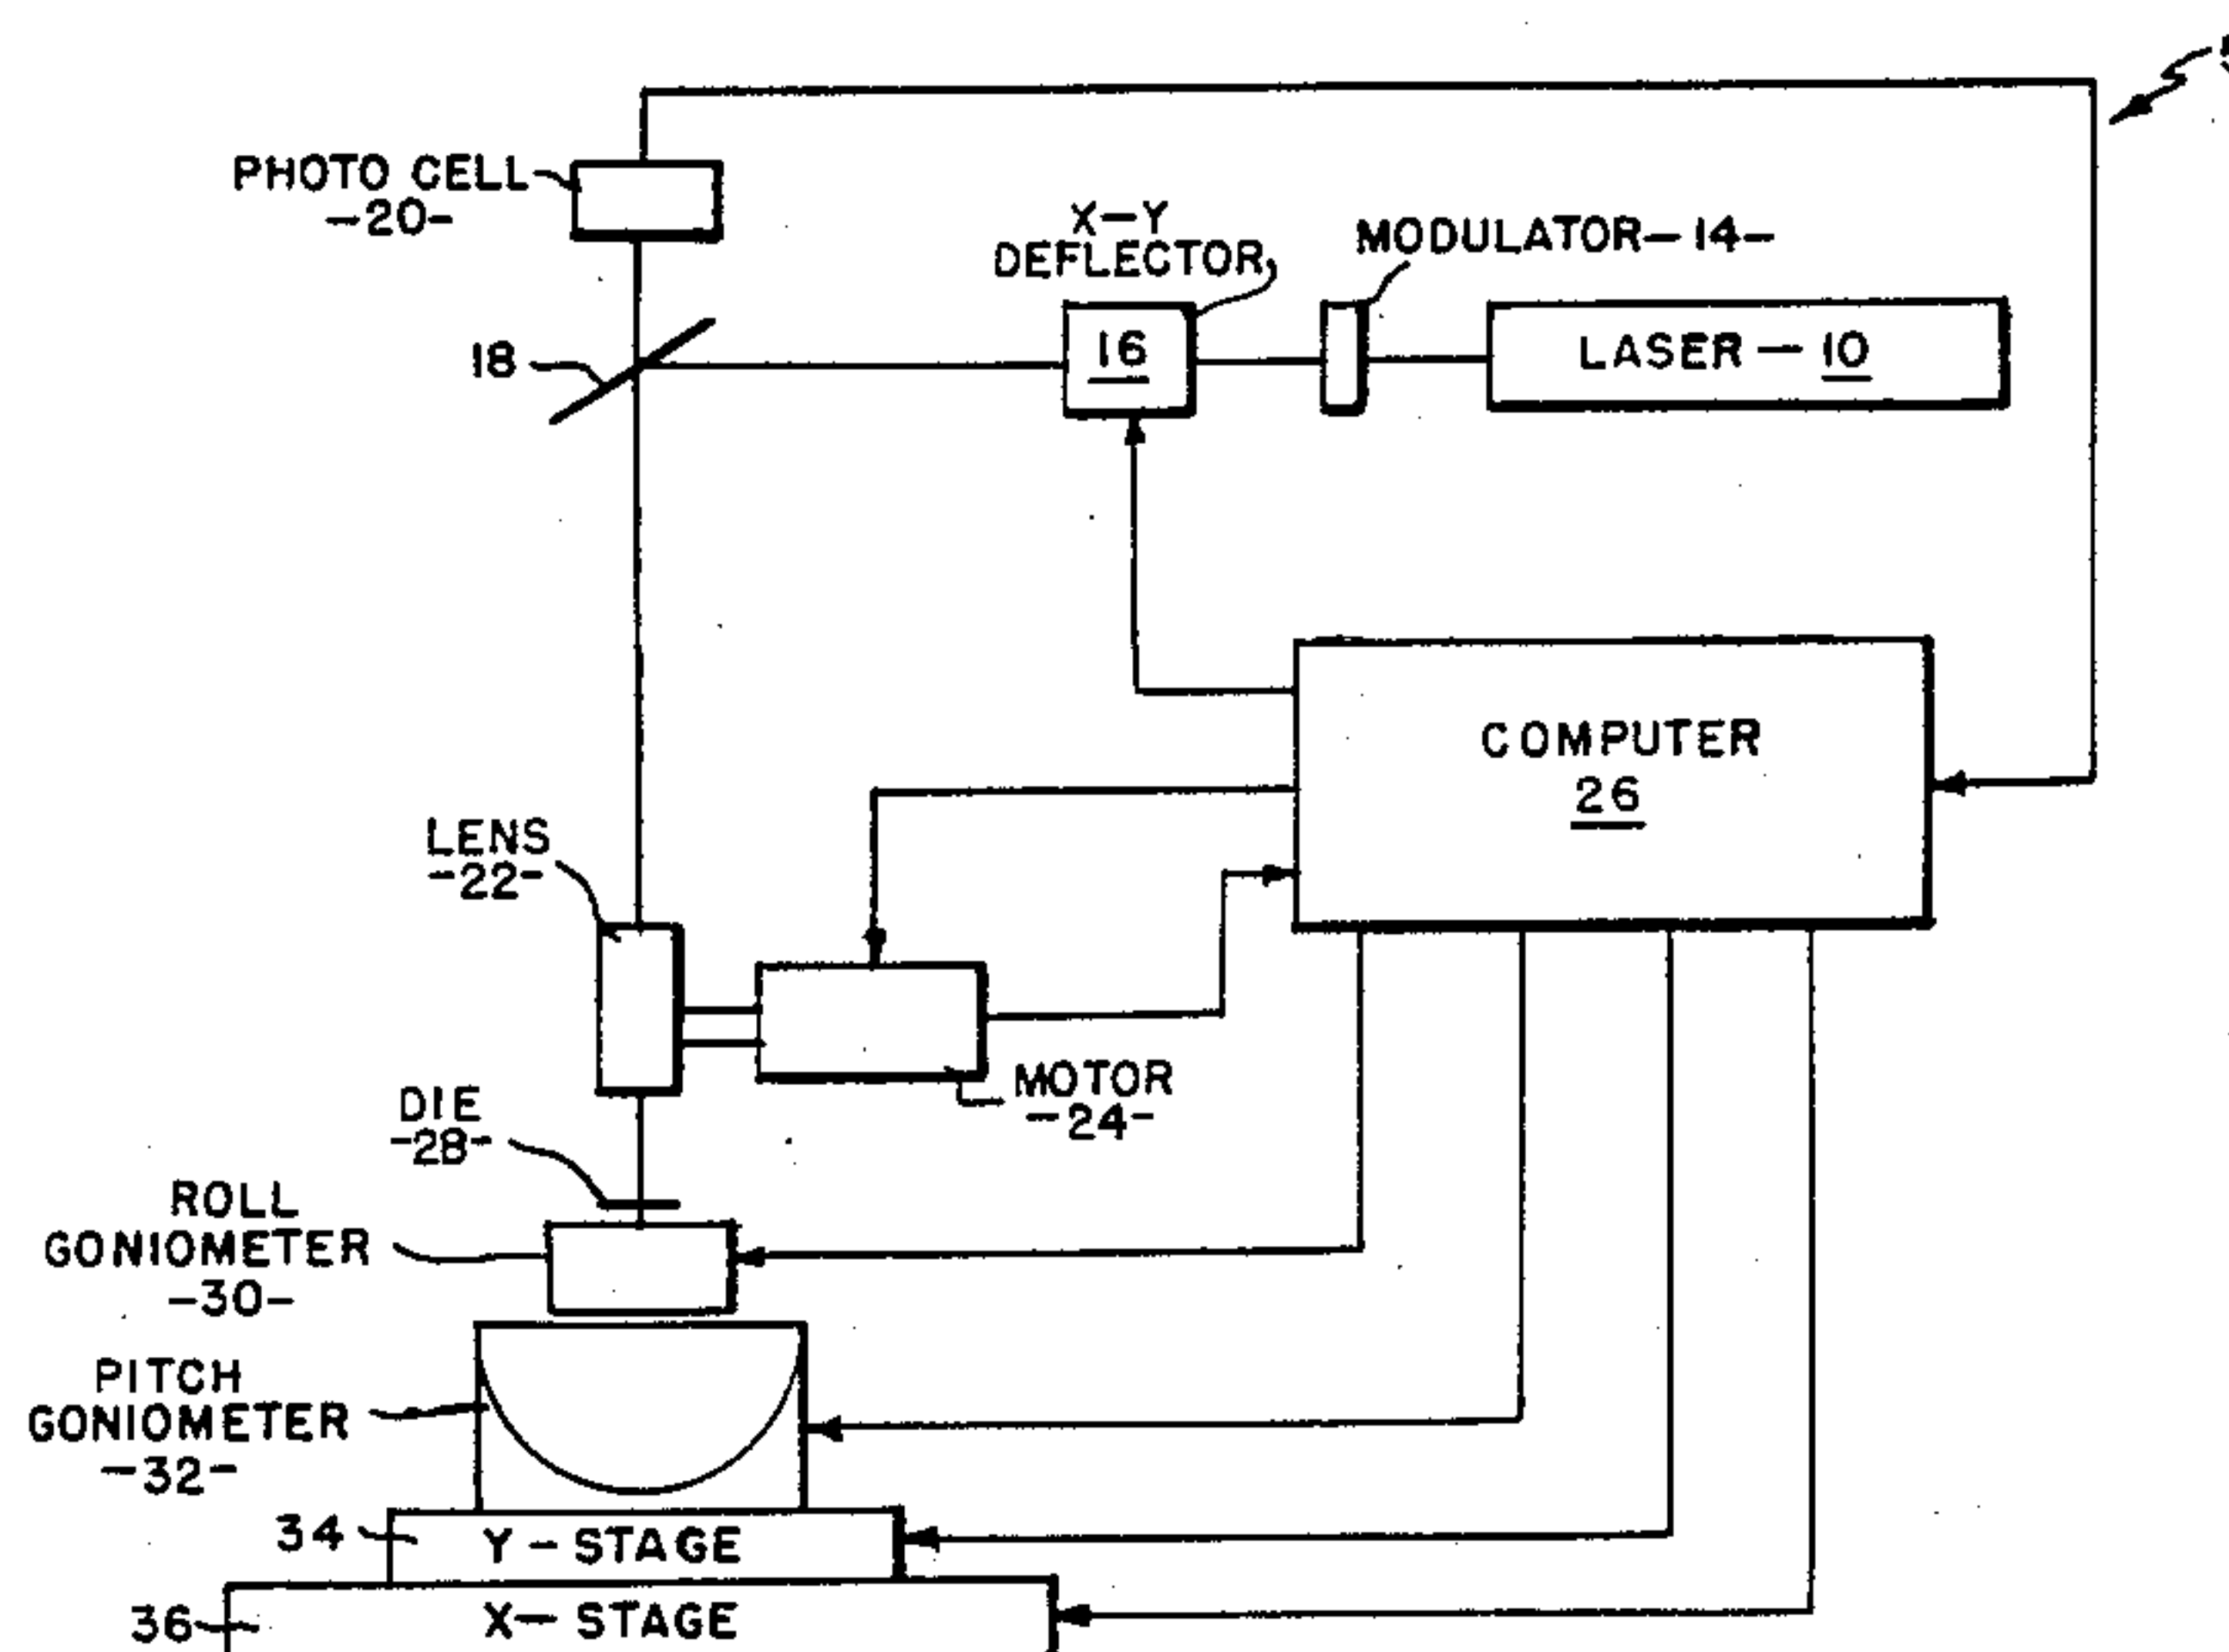 PHOTO CELL
-20-
X-Y
DEFLECTOR
MODULATOR-14-
18
16
LASER-10
COMPUTER
26
LENS
-22-
MOTOR
-24-
DIE
-28-
ROLL
GONIOMETER
-30-
PITCH
GONIOMETER
-32-
34
Y-STAGE
36
X-STAGE